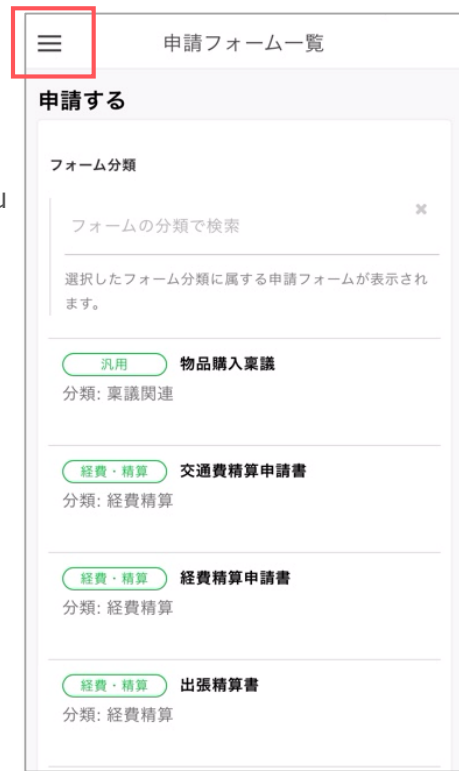 申請フォーム一覧
申請する
フォーム分類
フォームの分類で検索
選択したフォーム分類に属する申請フォームが表示され
ます。
汎用 物品購入稟議
分類: 稟議関連
経費・精算 交通費精算申請書
分類: 経費精算
経費・精算 経費精算申請書
分類: 経費精算
経費・精算 出張精算書
分類: 経費精算